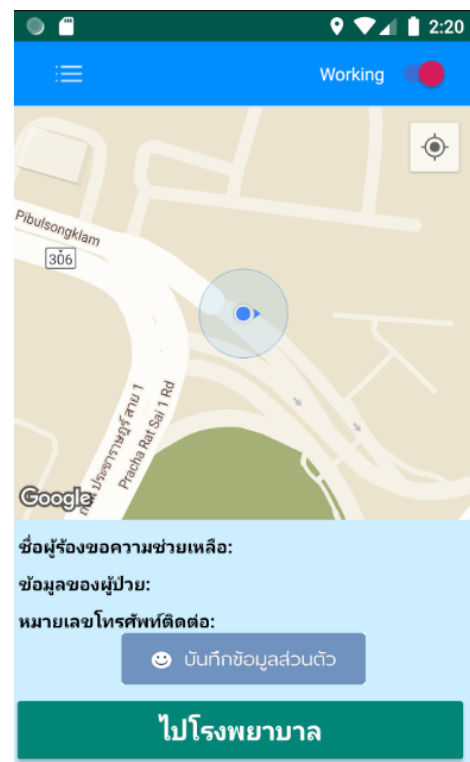 2:20
Working
Pibulsongklam
306
ถนน ประชาราษฎร์ สาย 1
Pracha Rat Sai 1 Rd
Google
ชื่อผู้ร้องขอความช่วยเหลือ:
ข้อมูลของผู้ป่วย:
หมายเลขโทรศัพท์ติดต่อ:
บันทึกข้อมูลส่วนตัว
ไปโรงพยาบาล